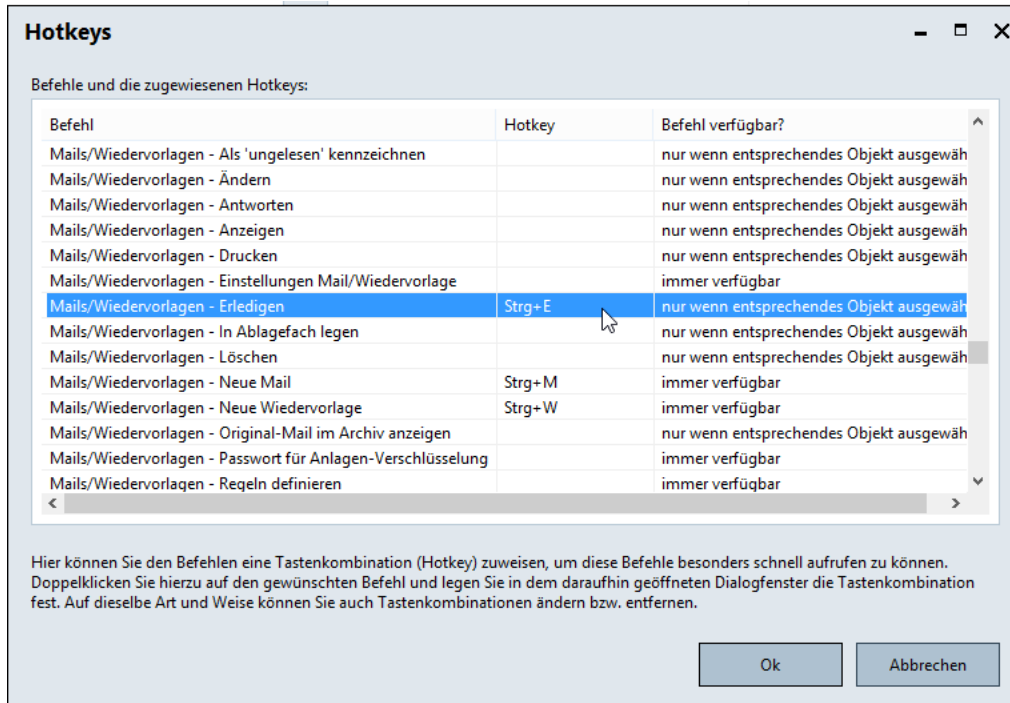 Hotkeys
Befehle und die zugewiesenen Hotkeys:
Befehl Hotkey Befehl verfügbar?
Mails/Wiedervorlagen - Als 'ungelesen' kennzeichnen nur wenn entsprechendes Objekt ausgewäh
Mails/Wiedervorlagen - Ändern nur wenn entsprechendes Objekt ausgewäh
Mails/Wiedervorlagen - Antworten nur wenn entsprechendes Objekt ausgewäh
Mails/Wiedervorlagen - Anzeigen nur wenn entsprechendes Objekt ausgewäh
Mails/Wiedervorlagen - Drucken nur wenn entsprechendes Objekt ausgewäh
Mails/Wiedervorlagen - Einstellungen Mail/Wiedervorlage immer verfügbar
Mails/Wiedervorlagen - Erledigen Strg+E nur wenn entsprechendes Objekt ausgewäh
Mails/Wiedervorlagen - In Ablagefach legen nur wenn entsprechendes Objekt ausgewäh
Mails/Wiedervorlagen - Löschen nur wenn entsprechendes Objekt ausgewäh
Mails/Wiedervorlagen - Neue Mail Strg+M immer verfügbar
Mails/Wiedervorlagen - Neue Wiedervorlage Strg+W immer verfügbar
Mails/Wiedervorlagen - Original-Mail im Archiv anzeigen nur wenn entsprechendes Objekt ausgewäh
Mails/Wiedervorlagen - Passwort für Anlagen-Verschlüsselung immer verfügbar
Mails/Wiedervorlagen - Regeln definieren immer verfügbar
Hier können Sie den Befehlen eine Tastenkombination (Hotkey) zuweisen, um diese Befehle besonders schnell aufrufen zu können.
Doppelklicken Sie hierzu auf den gewünschten Befehl und legen Sie in dem daraufhin geöffneten Dialogfenster die Tastenkombination
fest. Auf dieselbe Art und Weise können Sie auch Tastenkombinationen ändern bzw. entfernen.
Ok Abbrechen